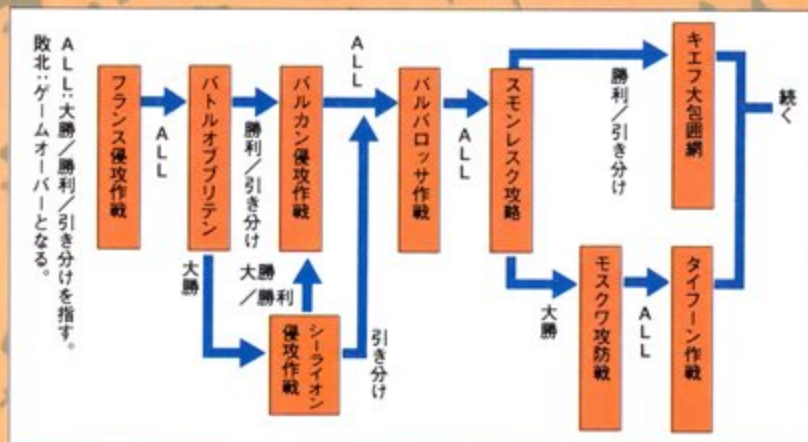 ALL:大勝/勝利/引き分けを指す。
敗北:ゲームオーバーとなる。
フランス侵攻作戦
ALL
バトルオブブリテン
勝利/引き分け
大勝
バルカン侵攻作戦
大勝
/勝利
シーライオン
侵攻作戦
引き分け
ALL
バルバロッサ作戦
ALL
スモンレスク攻略
勝利/引き分け
大勝
キエフ大包囲網
モスクワ攻防戦
ALL
タイフーン作戦
続く